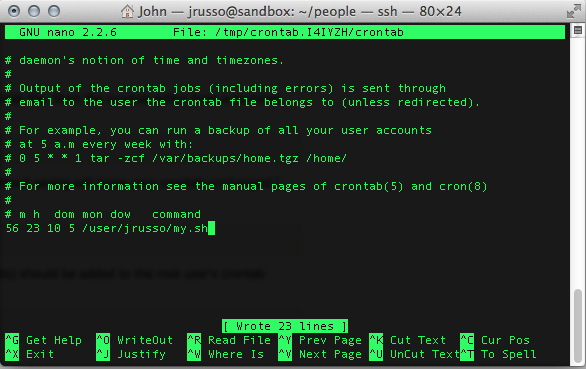 John — jrusso@sandbox: ~/people — ssh — 80×24
GNU nano 2.2.6 File: /tmp/crontab.I4IYZH/crontab
# daemon's notion of time and timezones.
#
# Output of the crontab jobs (including errors) is sent through
# email to the user the crontab file belongs to (unless redirected).
#
# For example, you can run a backup of all your user accounts
# at 5 a.m every week with:
# 0 5 * * 1 tar -zcf /var/backups/home.tgz /home/
#
# For more information see the manual pages of crontab(5) and cron(8)
#
# m h dom mon dow command
56 23 10 5 /user/jrusso/my.sh
[ Wrote 23 lines ]
^G Get Help ^O WriteOut ^R Read File ^Y Prev Page ^K Cut Text ^C Cur Pos
^X Exit ^J Justify ^W Where Is ^V Next Page ^U UnCut Text ^T To Spell